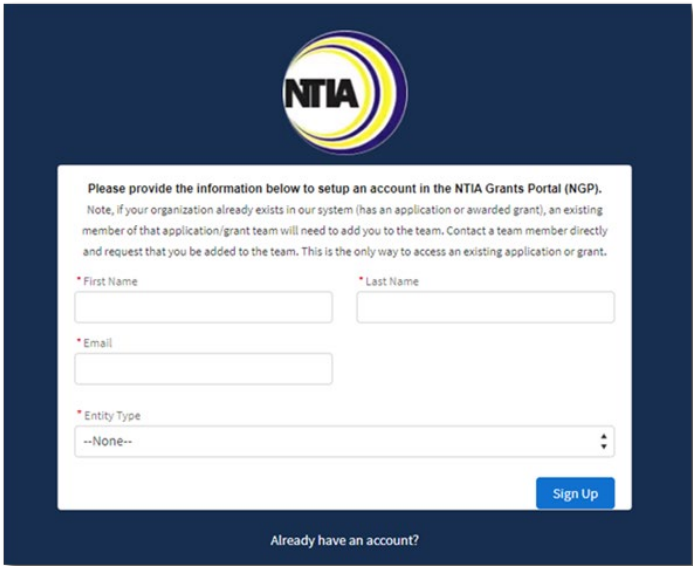 NTIA
Please provide the information below to setup an account in the NTIA Grants Portal (NGP).
Note, if your organization already exists in our system (has an application or awarded grant), an existing
member of that application/grant team will need to add you to the team. Contact a team member directly
and request that you be added to the team. This is the only way to access an existing application or grant.
* First Name
* Last Name
* Email
* Entity Type
--None--
Sign Up
Already have an account?